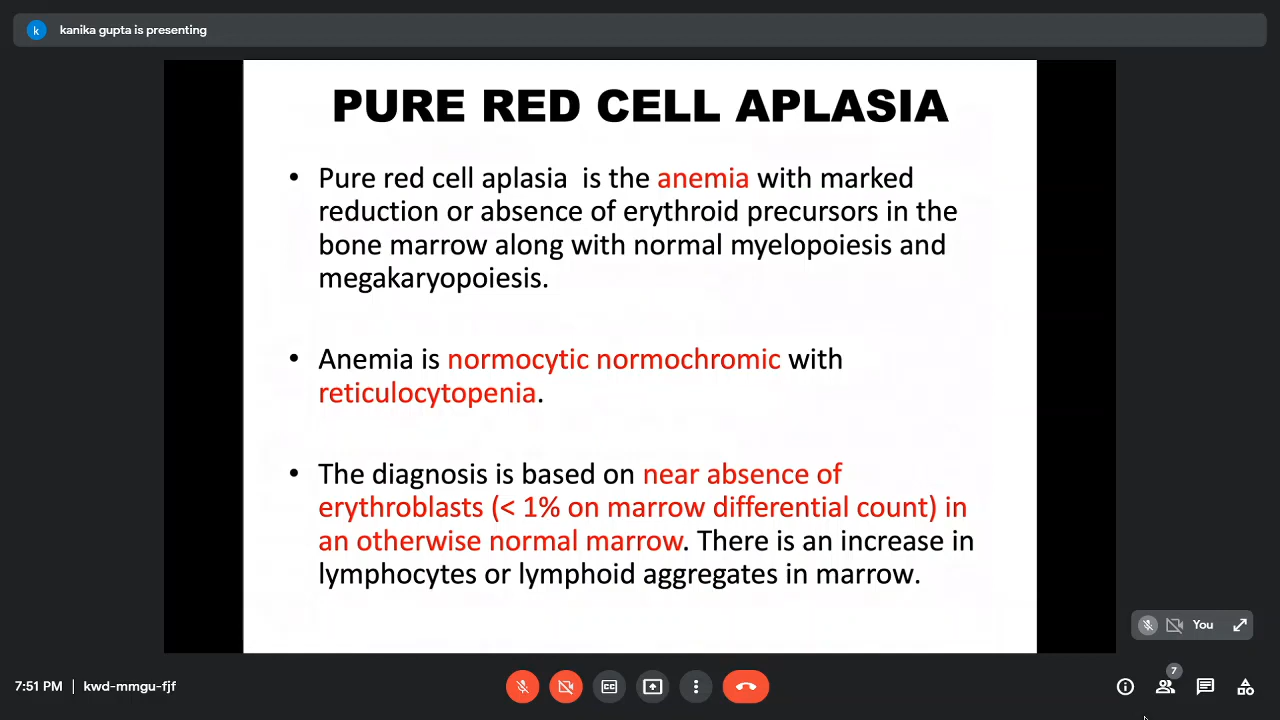 k kanika gupta is presenting
PURE RED CELL APLASIA
• Pure red cell aplasia is the anemia with marked
reduction or absence of erythroid precursors in the
bone marrow along with normal myelopoiesis and
megakaryopoiesis.
• Anemia is normocytic normochromic with
reticulocytopenia.
• The diagnosis is based on near absence of
erythroblasts (< 1% on marrow differential count) in
an otherwise normal marrow. There is an increase in
lymphocytes or lymphoid aggregates in marrow.
You
7:51 PM | kwd-mmgu-fjf
CC
7